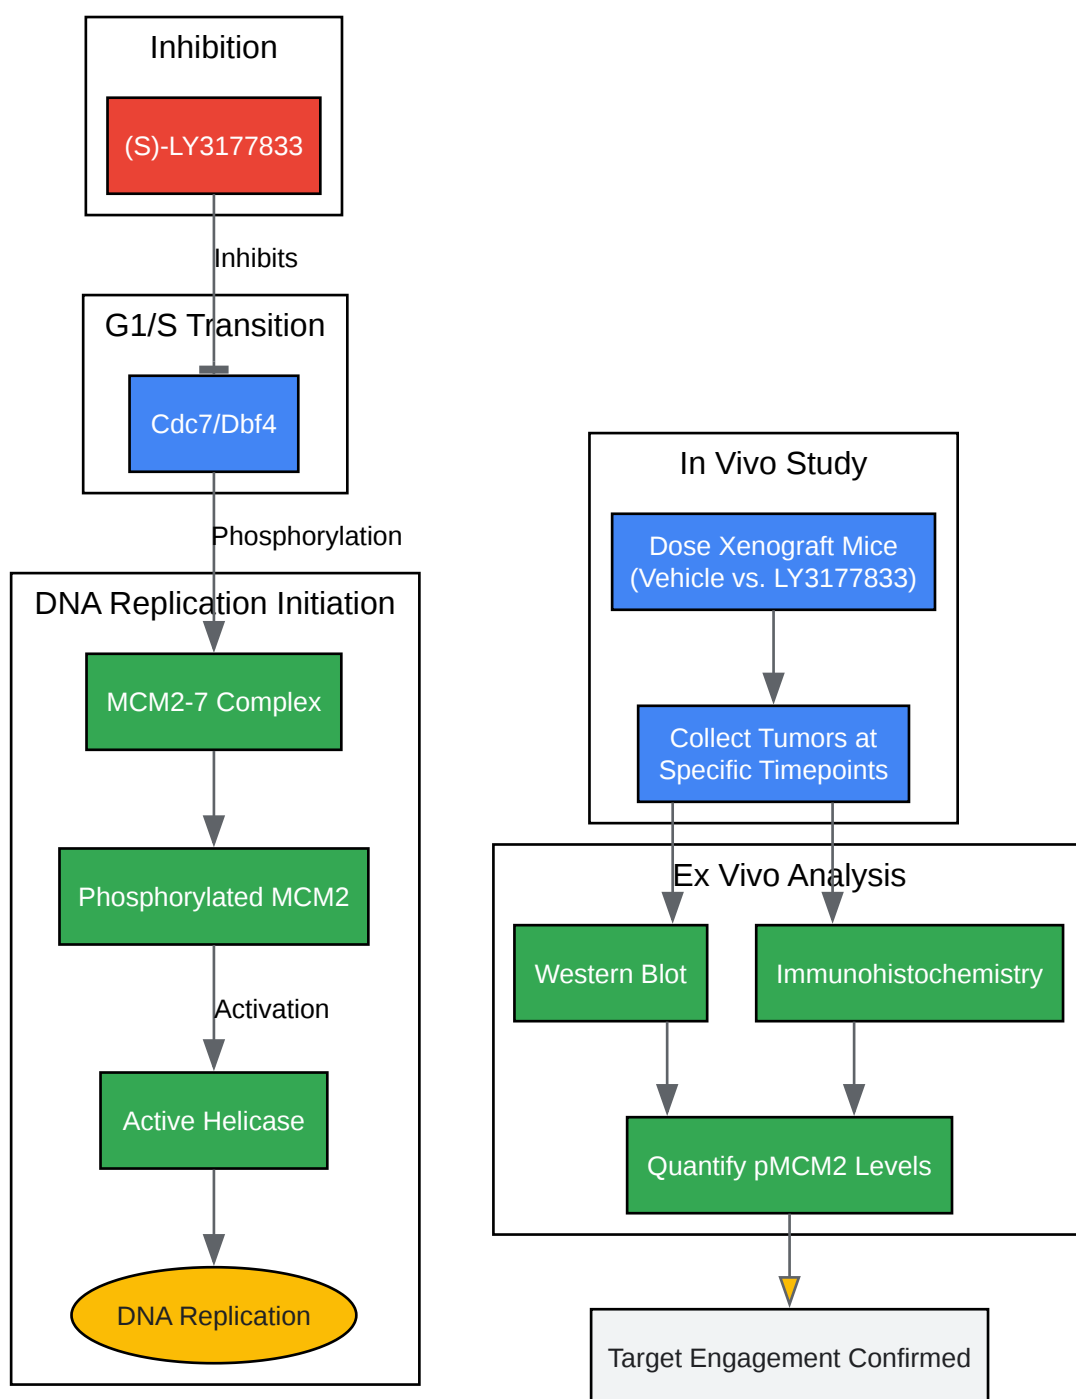 Inhibition
(S)-LY3177833
Inhibits
G1/S Transition
Cdc7/Dbf4
Phosphorylation
DNA Replication Initiation
MCM2-7 Complex
Phosphorylated MCM2
Activation
Active Helicase
DNA Replication
In Vivo Study
Dose Xenograft Mice
(Vehicle vs. LY3177833)
Collect Tumors at
Specific Timepoints
Ex Vivo Analysis
Western Blot
Immunohistochemistry
Quantify pMCM2 Levels
Target Engagement Confirmed